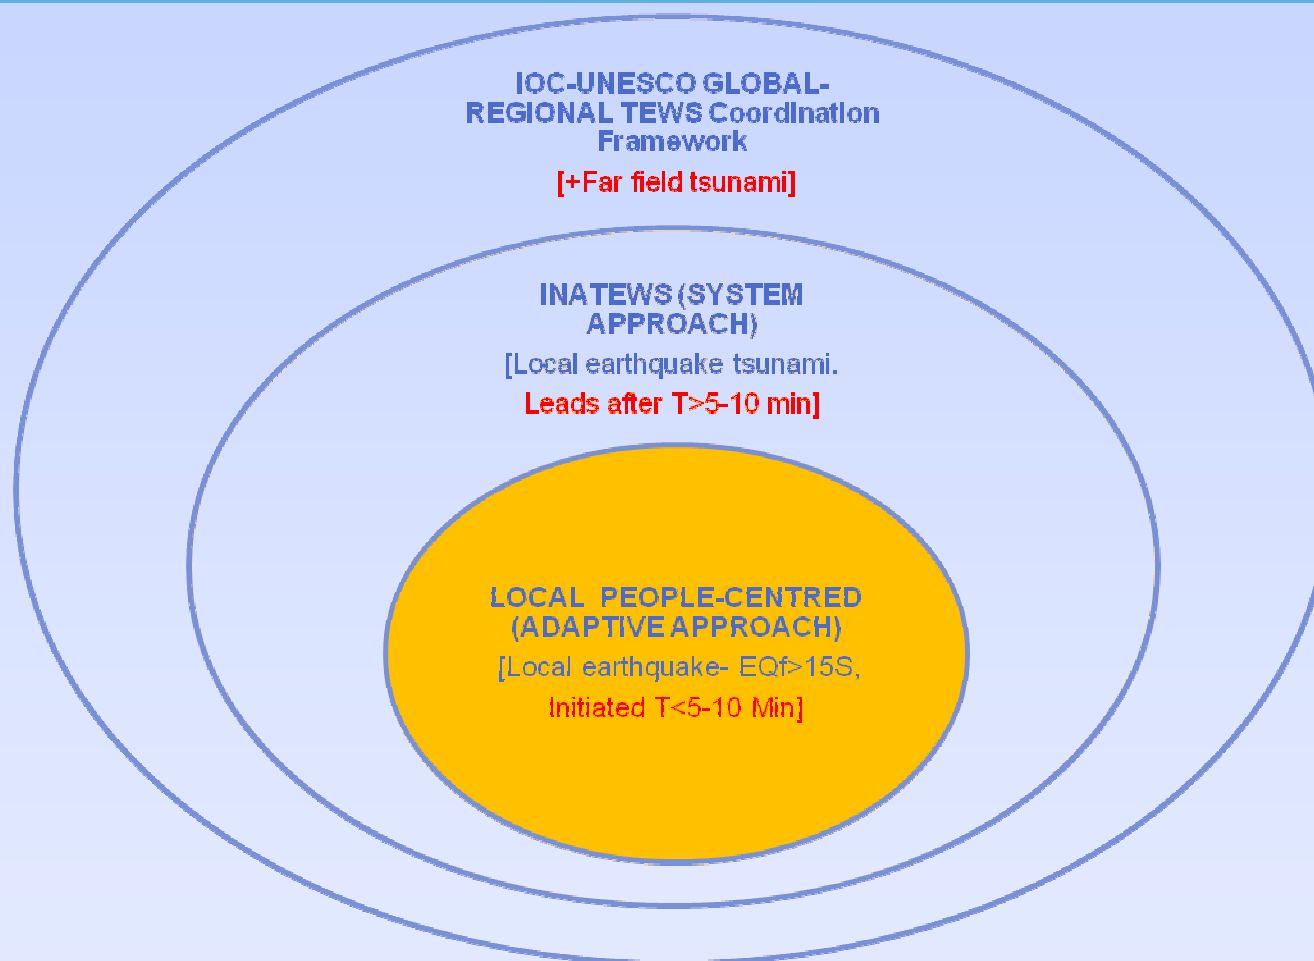 IOC-UNESCO GLOBAL-
REGIONAL TEWS Coordination
Framework
[+Far field tsunami]
INATEWS (SYSTEM
APPROACH)
[Local earthquake tsunami.
Leads after T>5-10 min]
LOCAL PEOPLE-CENTRED
(ADAPTIVE APPROACH)
[Local earthquake- EQf>15S,
Initiated T<5-10 Min]